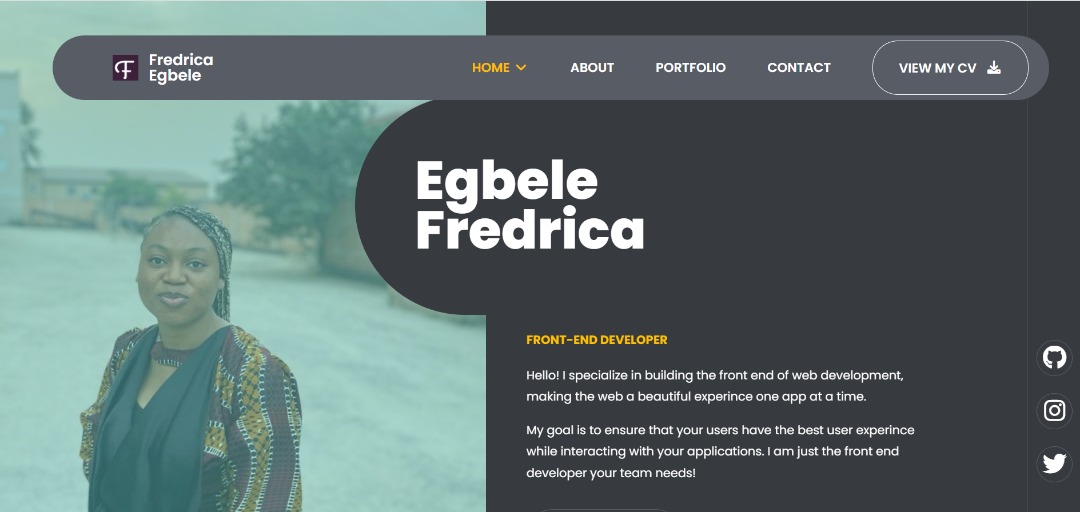 Fredrica
Egbele
HOME
ABOUT
PORTFOLIO
CONTACT
VIEW MY CV
Egbele
Fredrica
FRONT-END DEVELOPER
Hello! I specialize in building the front end of web development,
making the web a beautiful experince one app at a time.
My goal is to ensure that your users have the best user experince
while interacting with your applications. I am just the front end
developer your team needs!